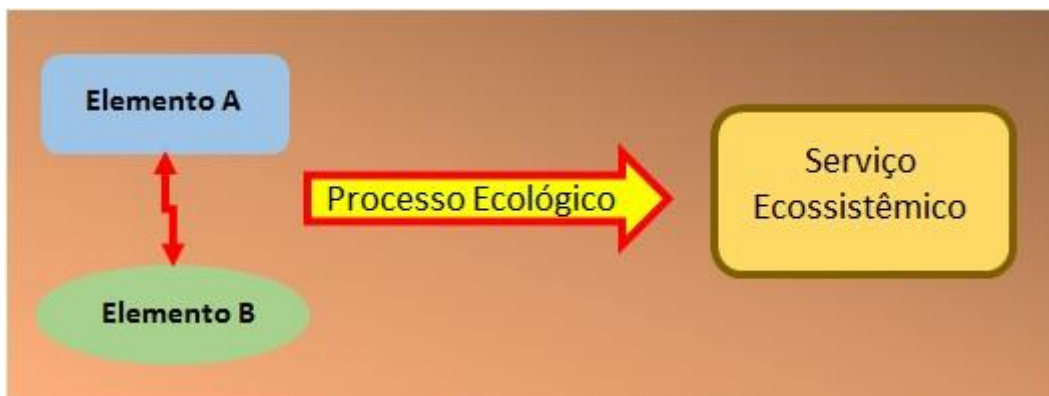 Elemento A
Processo Ecológico
Serviço
Ecossistêmico
Elemento B